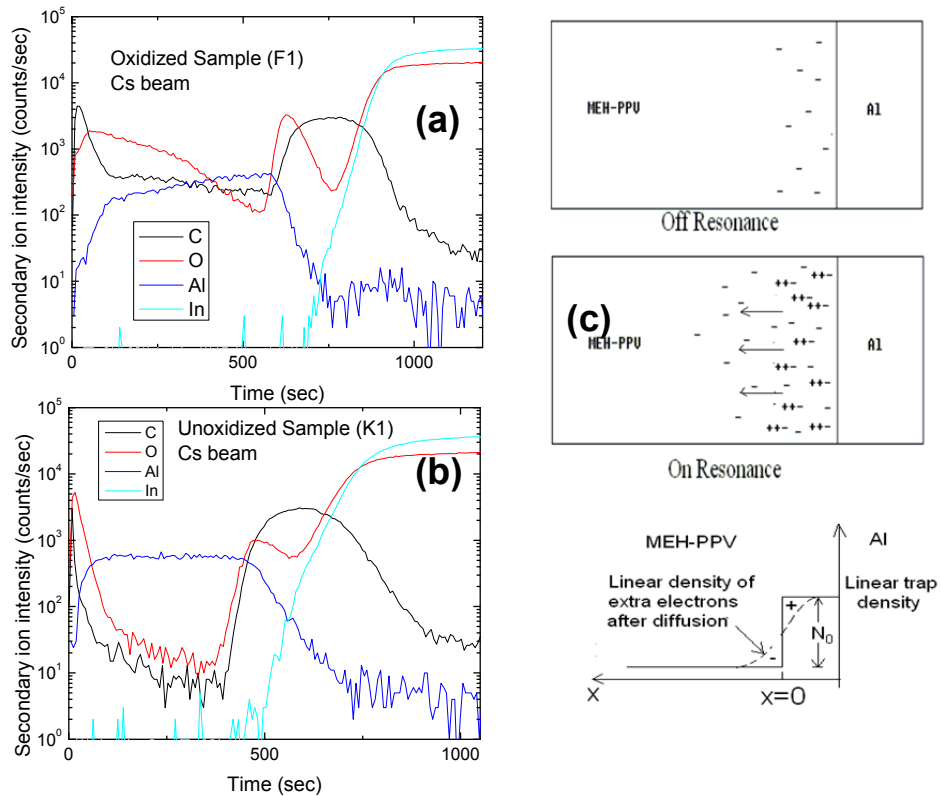 Oxidized Sample (F1)
Cs beam
(a)
Secondary ion intensity (counts/sec)
10^5
10^4
10^3
10^2
10^1
10^0
C
O
Al
In
0
500
1000
Time (sec)
Unoxidized Sample (K1)
Cs beam
(b)
Secondary ion intensity (counts/sec)
10^5
10^4
10^3
10^2
10^1
10^0
C
O
Al
In
0
500
1000
Time (sec)
MEH-PPV
Al
Off Resonance
(c)
MEH-PPV
Al
On Resonance
MEH-PPV
Al
Linear density of
extra electrons
after diffusion
Linear trap
density
+
-
N0
X
x=0